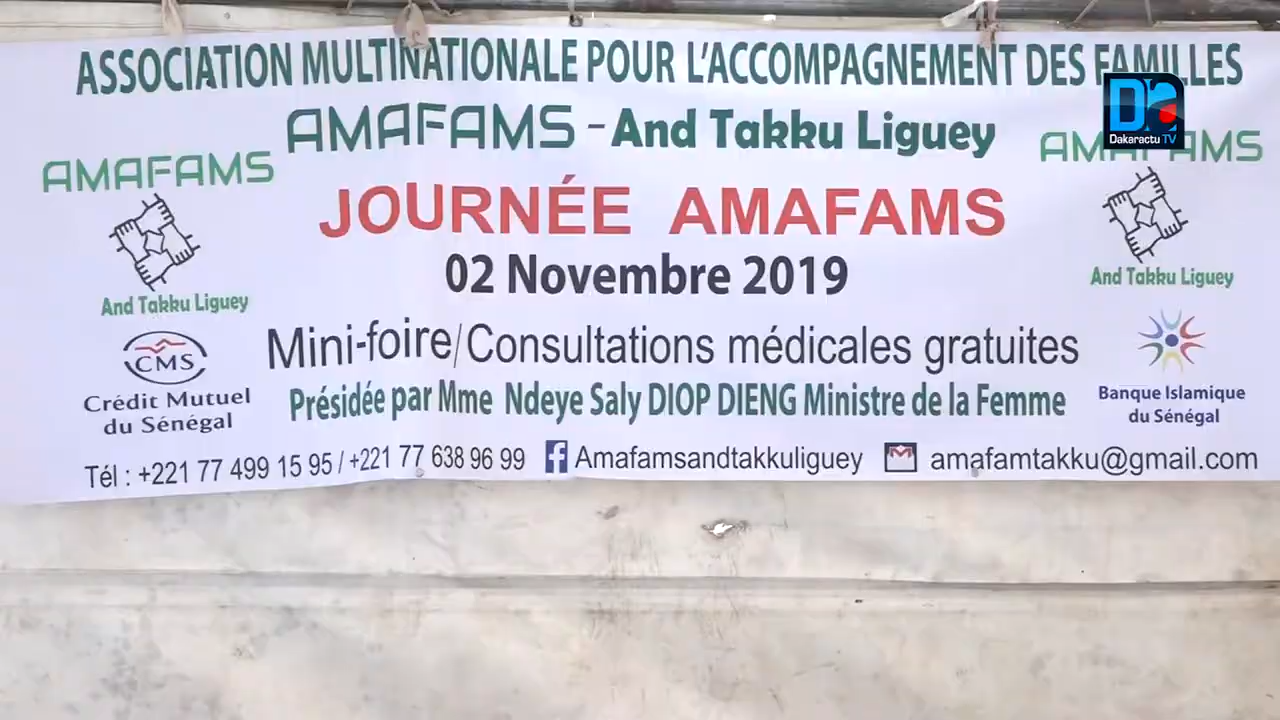 ASSOCIATION MULTINATIONALE POUR L'ACCOMPAGNEMENT DES FAMILLES
AMAFAMS - And Takku Liguey
AMAFAMS
And Takku Liguey
AMAFAMS
And Takku Liguey
D
Dakaractu TV
JOURNÉE AMAFAMS
02 Novembre 2019
Mini-foire/Consultations médicales gratuites
Présidée par Mme Ndeye Saly DIOP DIENG Ministre de la Femme
CMS
Crédit Mutuel
du Sénégal
Banque Islamique
du Sénégal
Tél : +221 77 499 15 95 / +221 77 638 96 99 f Amafamsandtakkuliguey amafamtakku@gmail.com